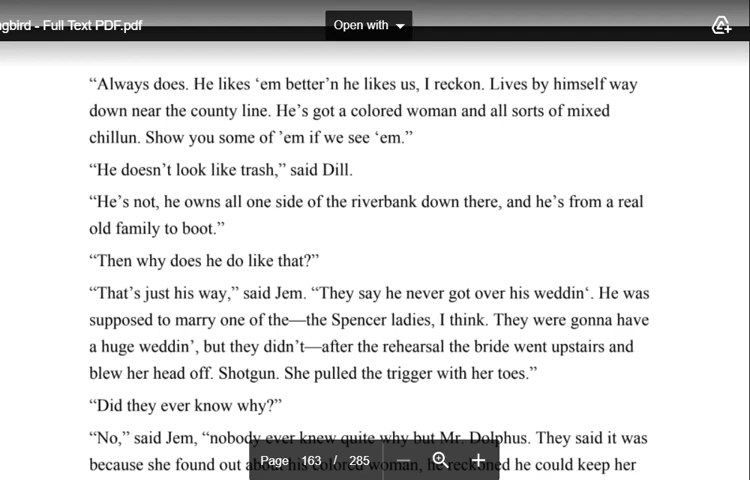 gbird - Full Text PDF.pdf
Open with
“Always does. He likes ‘em better’n he likes us, I reckon. Lives by himself way
down near the county line. He’s got a colored woman and all sorts of mixed
chillun. Show you some of ’em if we see ‘em.”
“He doesn’t look like trash,” said Dill.
“He’s not, he owns all one side of the riverbank down there, and he’s from a real
old family to boot.”
“Then why does he do like that?”
“That’s just his way,” said Jem. “They say he never got over his weddin‘. He was
supposed to marry one of the—the Spencer ladies, I think. They were gonna have
a huge weddin’, but they didn’t—after the rehearsal the bride went upstairs and
blew her head off. Shotgun. She pulled the trigger with her toes.”
“Did they ever know why?”
“No,” said Jem, “nobody ever knew quite why but Mr. Dolphus. They said it was
because she found out about his colored woman, he reckoned he could keep her
Page 163 / 285